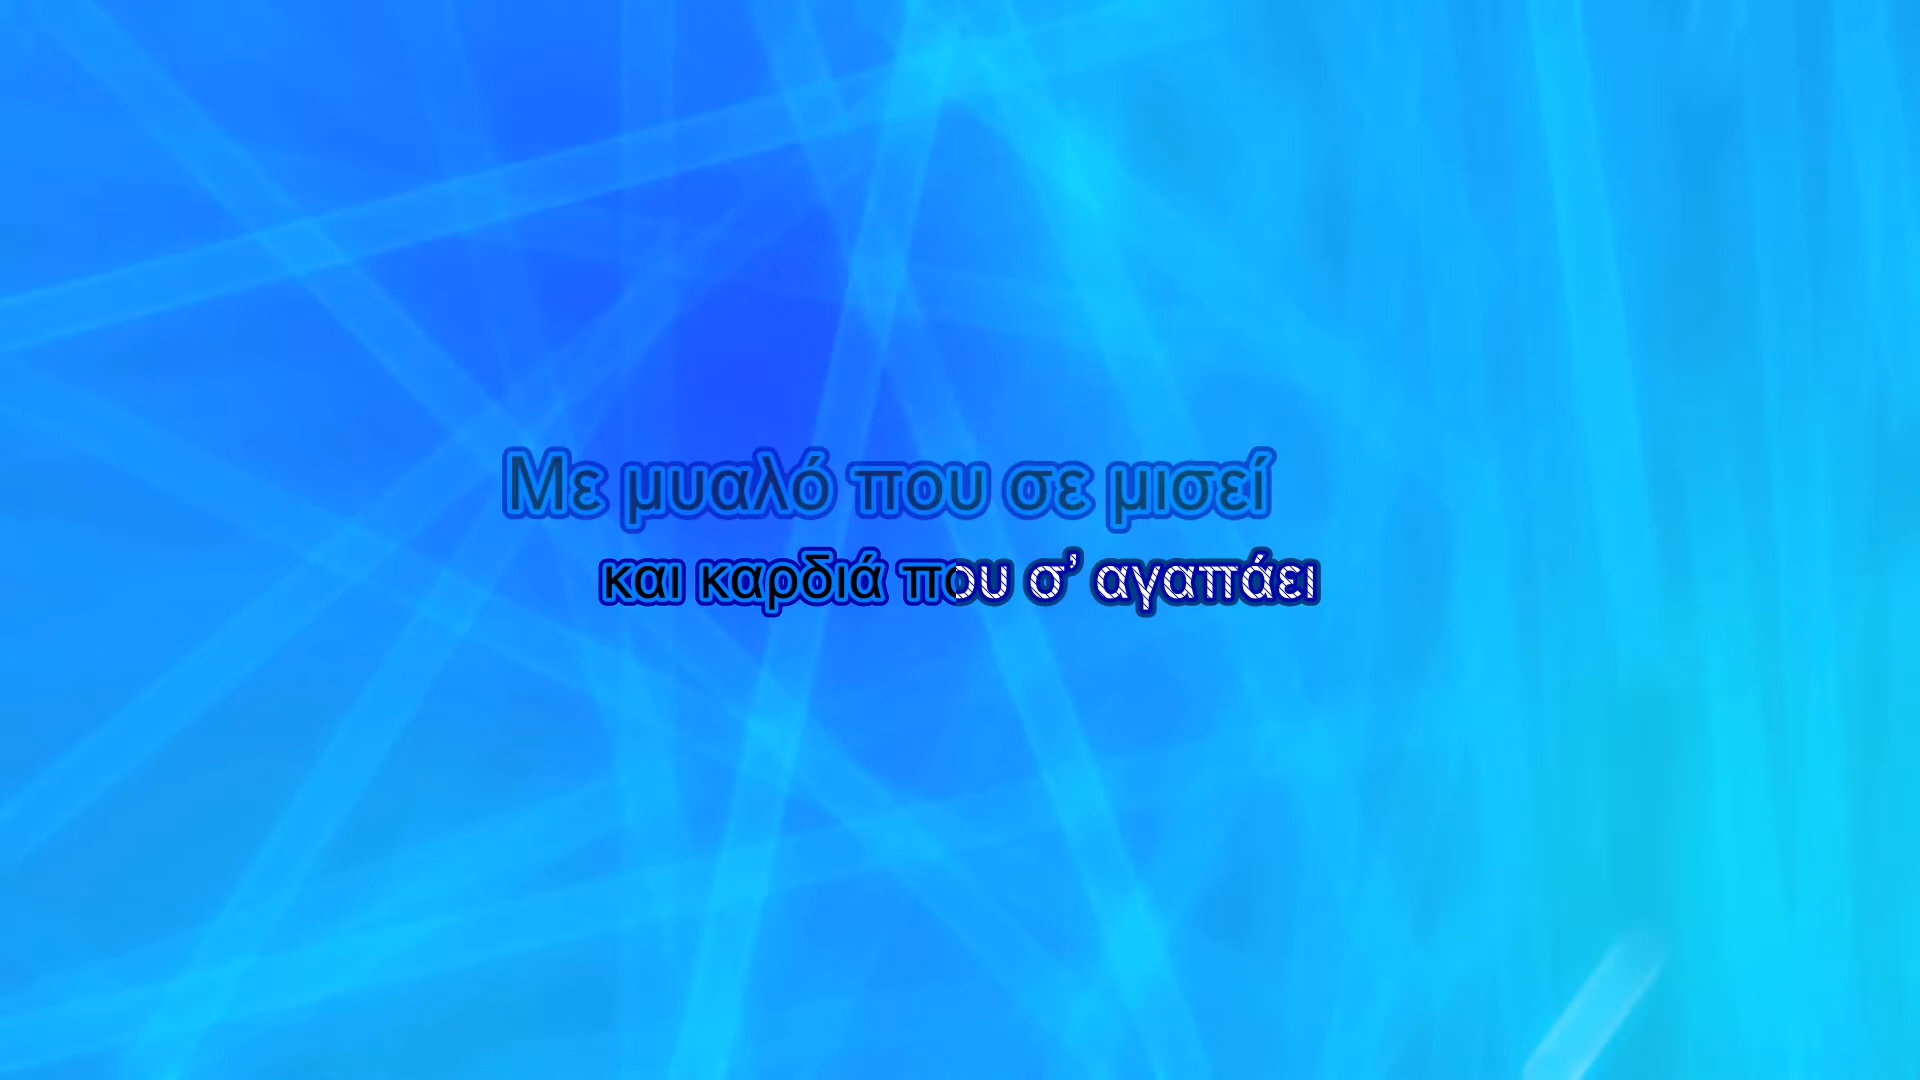 Με μυαλό που σε μισεί
και καρδιά που σ’ αγαπάει